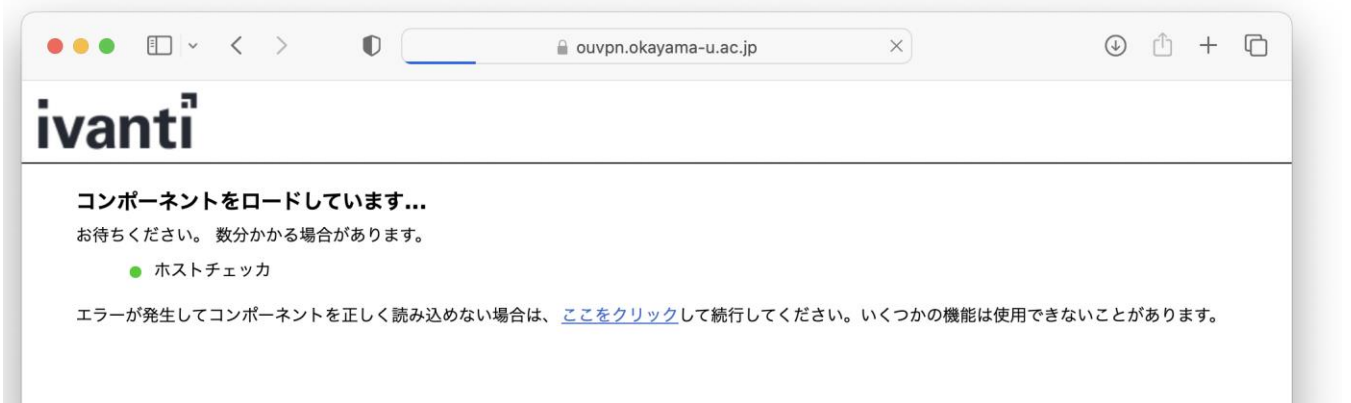 ouvpn.okayama-u.ac.jp
ivanti
コンポーネントをロードしています...
お待ちください。 数分かかる場合があります。
ホストチェッカ
エラーが発生してコンポーネントを正しく読み込めない場合は、 ここをクリックして続行してください。いくつかの機能は使用できないことがあります。